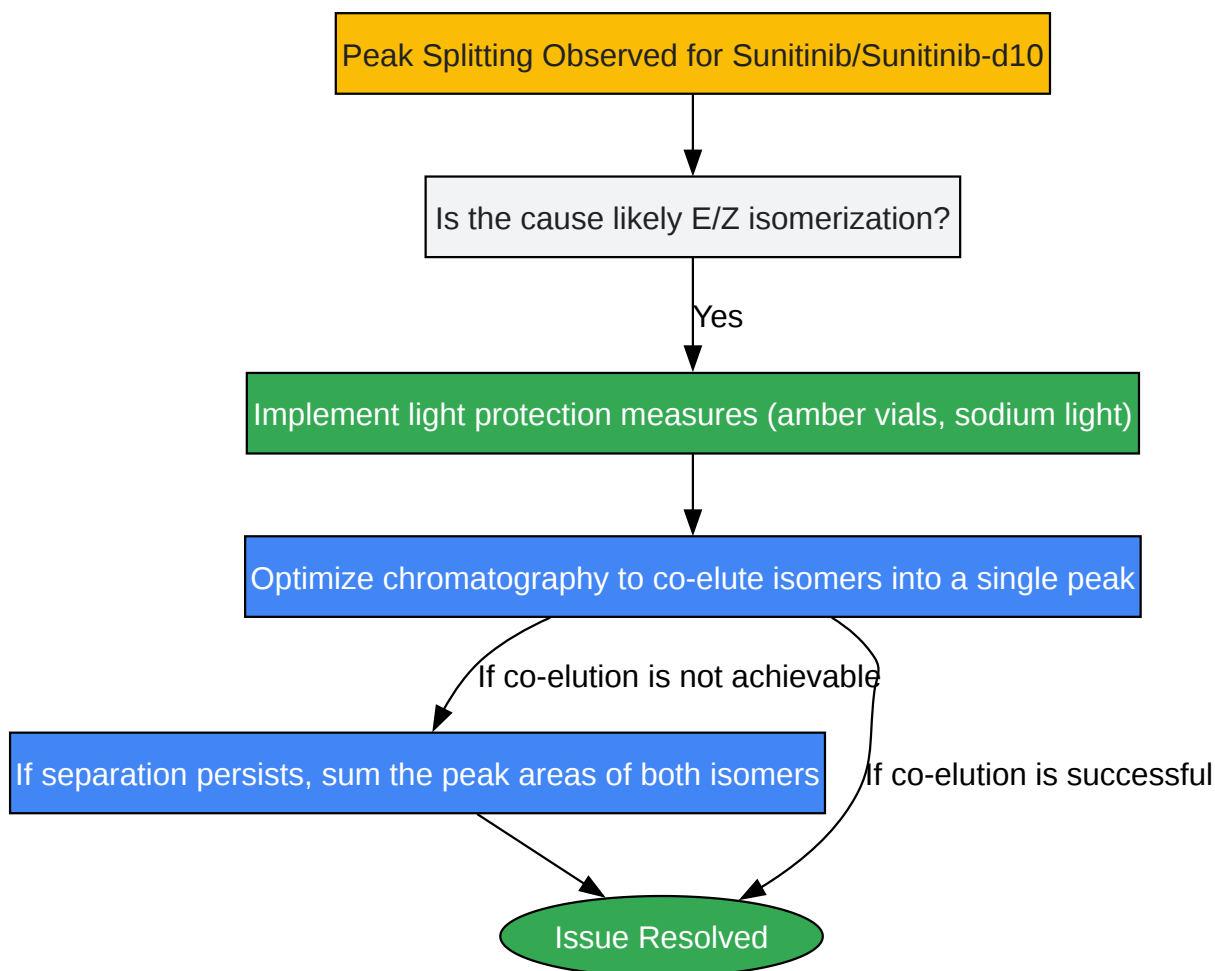 Peak Splitting Observed for Sunitinib/Sunitinib-d10
Is the cause likely E/Z isomerization?
Yes
Implement light protection measures (amber vials, sodium light)
Optimize chromatography to co-elute isomers into a single peak
If co-elution is not achievable
If separation persists, sum the peak areas of both isomers
If co-elution is successful
Issue Resolved